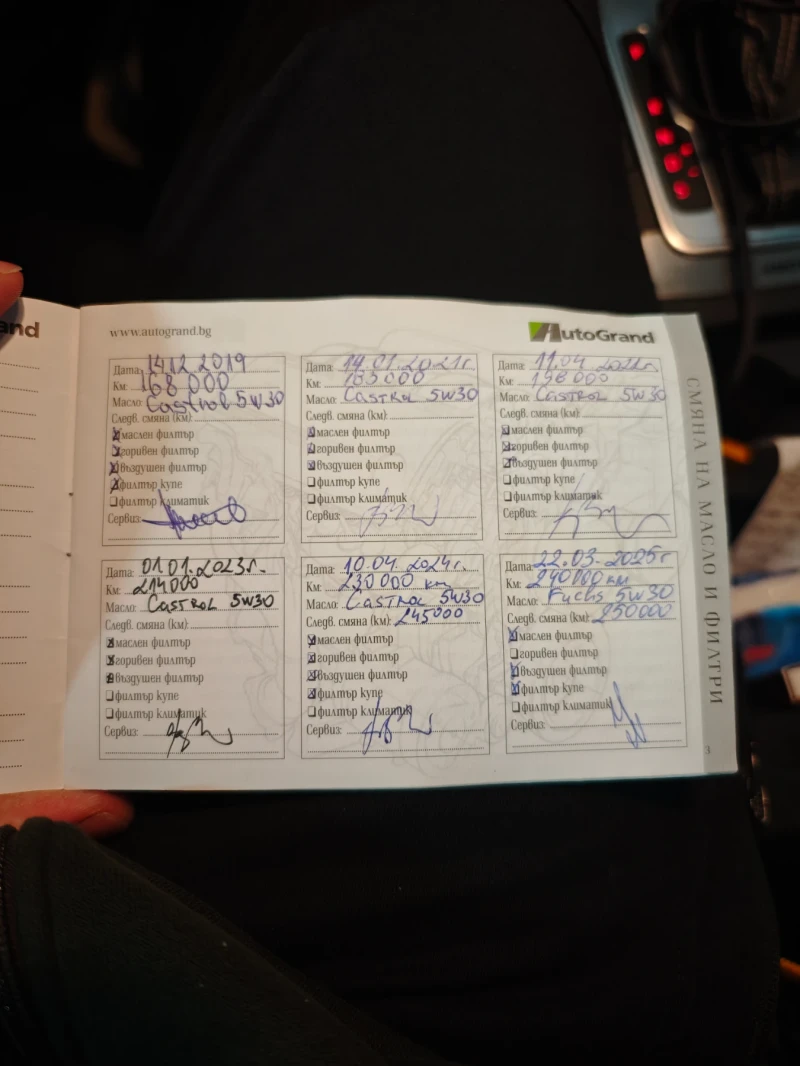 and
www.autogrand.bg
AutoGrand
Дата: 14.12 2019
Км: 168 000
Масло: Castrol 5W30
Следв. смяна (км):
маслен филтър
горивен филтър
въздушен филтър
филтър купе
филтър климатик
Сервиз:
Дата: 14.01.2021г
Км:
Масло: CASTROL 5W30
Следв. смяна (км):
маслен филтър
горивен филтър
въздушен филтър
филтър купе
филтър климатик
Сервиз:
Дата: 11.04
Км: 198 000
Масло: CASTROL 5W30
Следв. смяна (км):
маслен филтър
горивен филтър
въздушен филтър
филтър купе
филтър климатик
Сервиз:
Дата: 01.01.2023г.
Км: 214000
Масло: CASTROL 5W30
Следв. смяна (км):
маслен филтър
горивен филтър
въздушен филтър
филтър купе
филтър климатик
Сервиз:
Дата: 10.04.2024г.
Км: 230 000 км
Масло: CASTROL 5W30
Следв. смяна (км): 245000
маслен филтър
горивен филтър
въздушен филтър
филтър купе
филтър климатик
Сервиз:
Дата: 22.03-2025г
Км: 240000км
Масло: Fuchs 5W30
Следв. смяна (км): 250000
маслен филтър
горивен филтър
въздушен филтър
филтър купе
филтър климатик
Сервиз:
СМЯНА НА МАСЛО И ФИЛТРИ
3